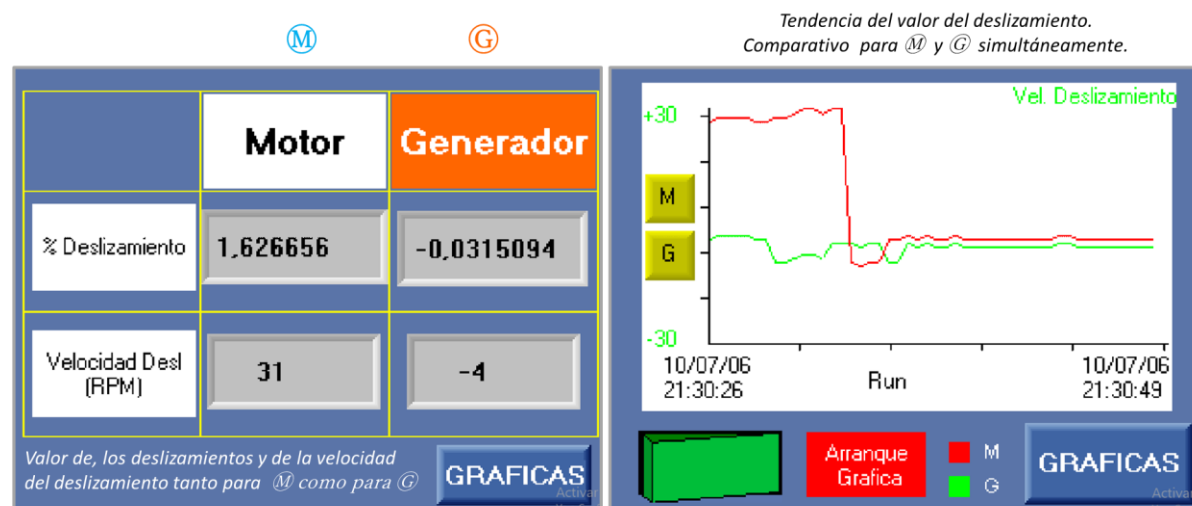 Ⓜ Ⓖ
Motor Generador
% Deslizamiento 1,626656 -0,0315094
Velocidad Desl
(RPM) 31 -4
Valor de, los deslizamientos y de la velocidad
del deslizamiento tanto para Ⓜ como para Ⓖ
GRAFICAS
Activar
Tendencia del valor del deslizamiento.
Comparativo para Ⓜ y Ⓖ simultáneamente.
Vel. Deslizamiento
+30
M
G
-30
10/07/06
21:30:26
Run
10/07/06
21:30:49
Arranque
Grafica
M
G
GRAFICAS